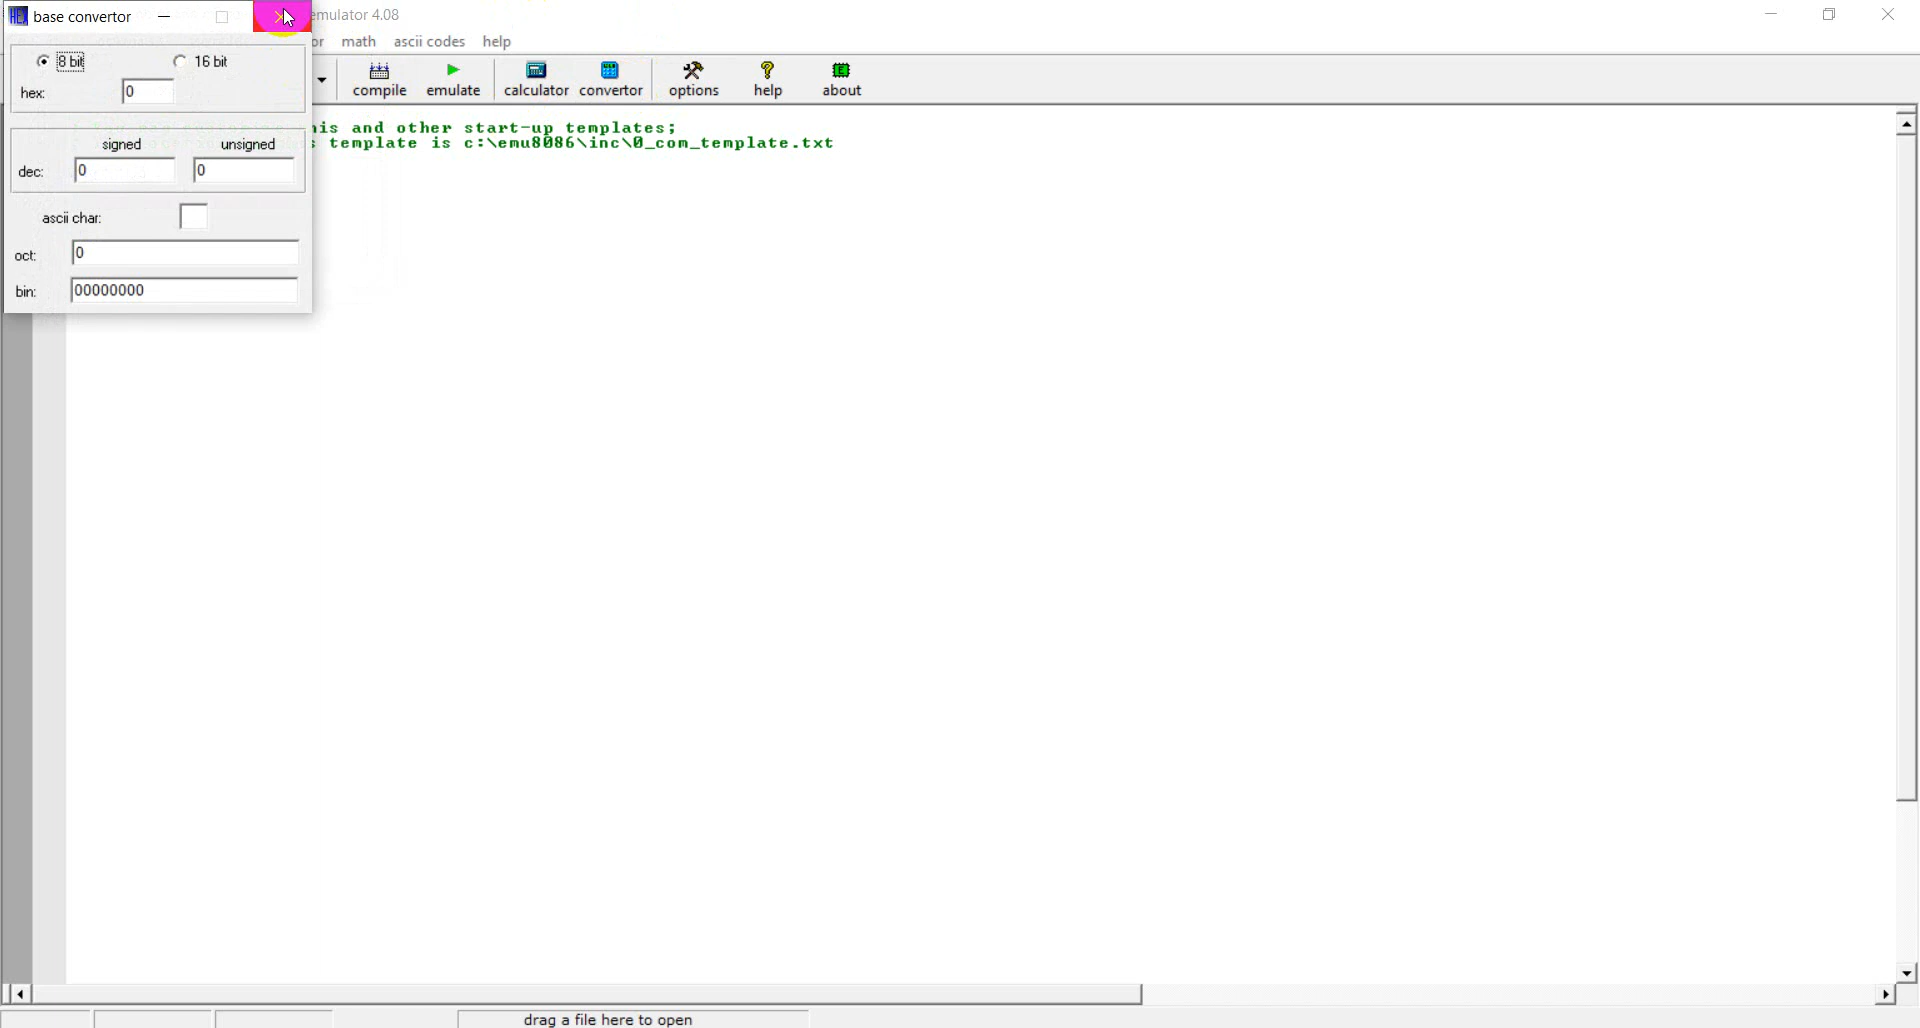 HEX base convertor
emulator 4.08
or math ascii codes help
compile emulate calculator convertor options help about
8 bit 16 bit
hex: 0
signed unsigned
dec: 0 0
ascii char:
oct: 0
bin: 00000000
his and other start-up templates;
s template is c:\emu8086\inc\0_com_template.txt
drag a file here to open